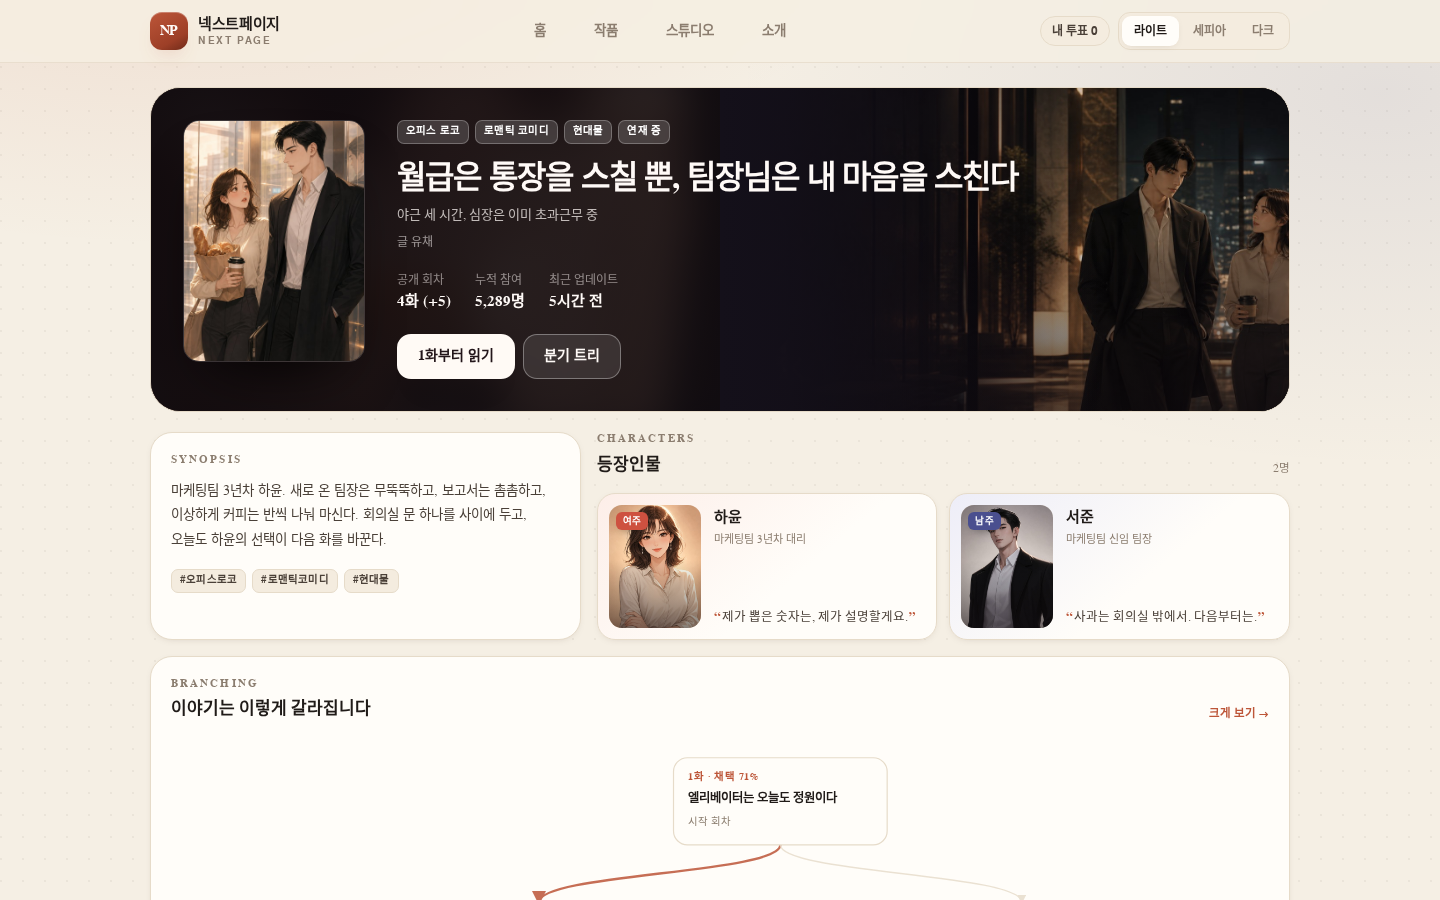 NP
넥스트페이지
NEXT PAGE
홈
작품
스튜디오
소개
내 투표 0
라이트
세피아
다크
오피스 로코
로맨틱 코미디
현대물
연재 중
월급은 통장을 스칠 뿐, 팀장님은 내 마음을 스친다
야근 세 시간, 심장은 이미 초과근무 중
글 유채
공개 회차
누적 참여
최근 업데이트
4화 (+5)
5,289명
5시간 전
1화부터 읽기
분기 트리
SYNOPSIS
마케팅팀 3년차 하윤. 새로 온 팀장은 무뚝뚝하고, 보고서는 촘촘하고,
이상하게 커피는 반씩 나눠 마신다. 회의실 문 하나를 사이에 두고,
오늘도 하윤의 선택이 다음 화를 바꾼다.
#오피스로코
#로맨틱코미디
#현대물
CHARACTERS
등장인물
2명
여주
하윤
마케팅팀 3년차 대리
“제가 뽑은 숫자는, 제가 설명할게요.”
남주
서준
마케팅팀 신임 팀장
“사과는 회의실 밖에서. 다음부터는.”
BRANCHING
이야기는 이렇게 갈라집니다
크게 보기 →
1화 · 채택 71%
엘리베이터는 오늘도 정원이다
시작 회차